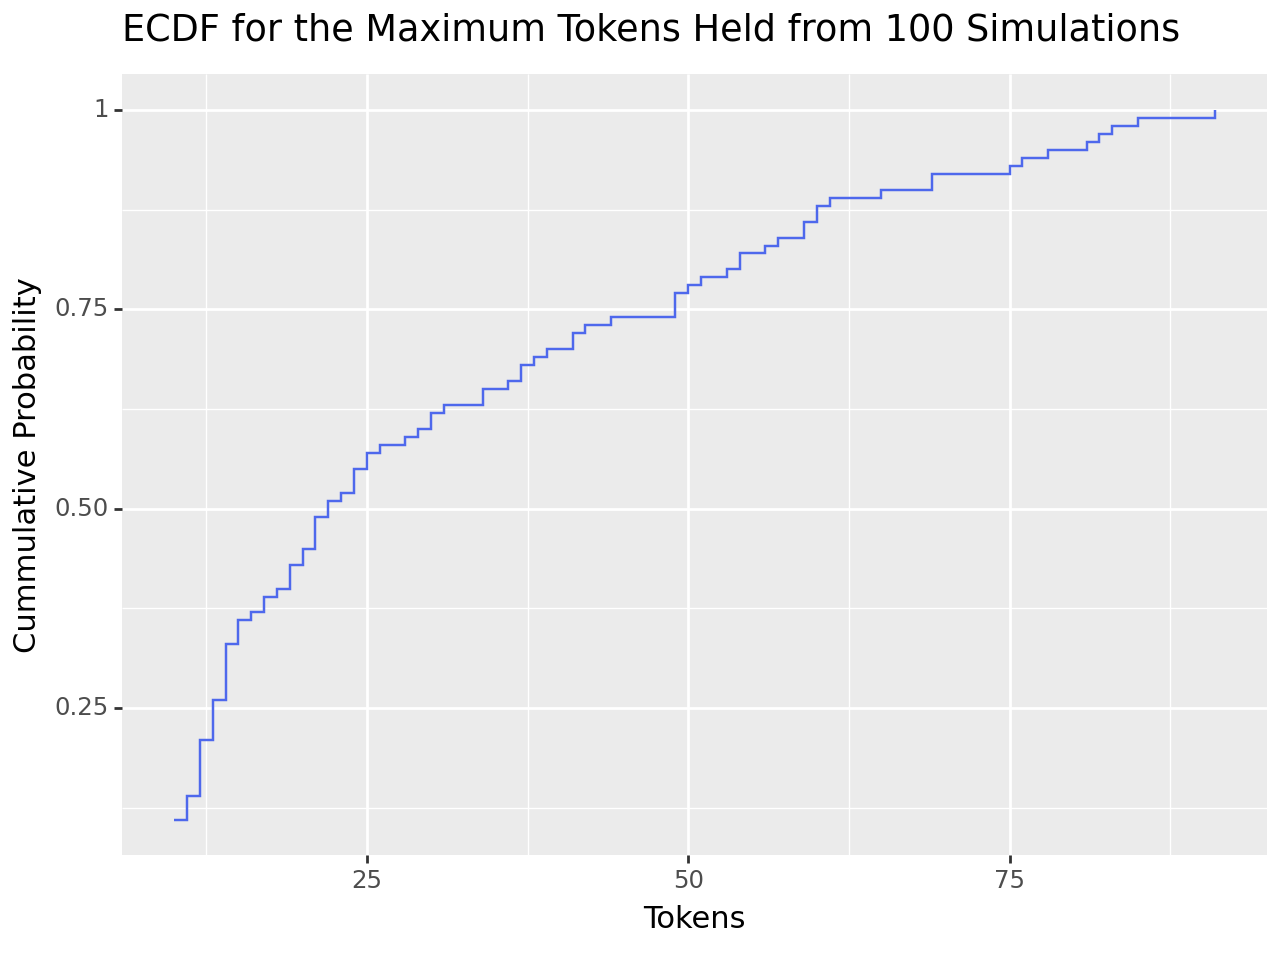 ECDF for the Maximum Tokens Held from 100 Simulations
Cummulative Probability
1
0.75
0.50
0.25
25 50 75
Tokens